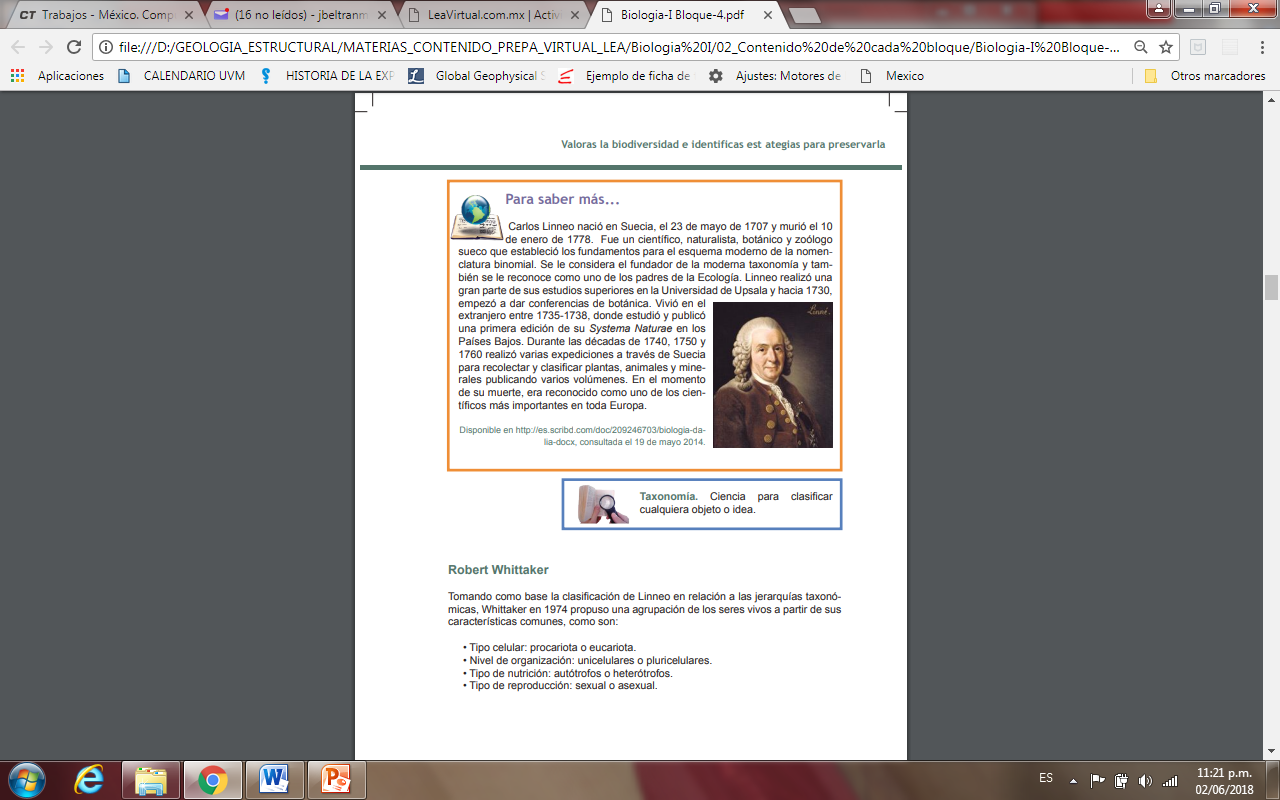 Trabajos - México. Comp
(16 no leídos) - jbeltranm
LeaVirtual.com.mx | Activ
Biologia-I Bloque-4.pdf
file:///D:/GEOLOGIA_ESTRUCTURAL/MATERIAS_CONTENIDO_PREPA_VIRTUAL_LEA/Biologia%20I/02_Contenido%20de%20cada%20bloque/Biologia-I%20Bloque-...
Aplicaciones
CALENDARIO UVM
HISTORIA DE LA EXP
Global Geophysical S
Ejemplo de ficha de
Ajustes: Motores de
Mexico
Otros marcadores
Valoras la biodiversidad e identificas est ategias para preservarla
Para saber más...
Carlos Linneo nació en Suecia, el 23 de mayo de 1707 y murió el 10
de enero de 1778. Fue un científico, naturalista, botánico y zoólogo
sueco que estableció los fundamentos para el esquema moderno de la nomen-
clatura binomial. Se le considera el fundador de la moderna taxonomía y tam-
bién se le reconoce como uno de los padres de la Ecología. Linneo realizó una
gran parte de sus estudios superiores en la Universidad de Upsala y hacia 1730,
empezó a dar conferencias de botánica. Vivió en el
extranjero entre 1735-1738, donde estudió y publicó
una primera edición de su Systema Naturae en los
Países Bajos. Durante las décadas de 1740, 1750 y
1760 realizó varias expediciones a través de Suecia
para recolectar y clasificar plantas, animales y mine-
rales publicando varios volúmenes. En el momento
de su muerte, era reconocido como uno de los cien-
tíficos más importantes en toda Europa.
Linné.
Disponible en http://es.scribd.com/doc/209246703/biologia-da-
lia-docx, consultada el 19 de mayo 2014.
Taxonomía. Ciencia para clasificar
cualquiera objeto o idea.
Robert Whittaker
Tomando como base la clasificación de Linneo en relación a las jerarquías taxonó-
micas, Whittaker en 1974 propuso una agrupación de los seres vivos a partir de sus
características comunes, como son:
• Tipo celular: procariota o eucariota.
• Nivel de organización: unicelulares o pluricelulares.
• Tipo de nutrición: autótrofos o heterótrofos.
• Tipo de reproducción: sexual o asexual.
ES
11:21 p.m.
02/06/2018